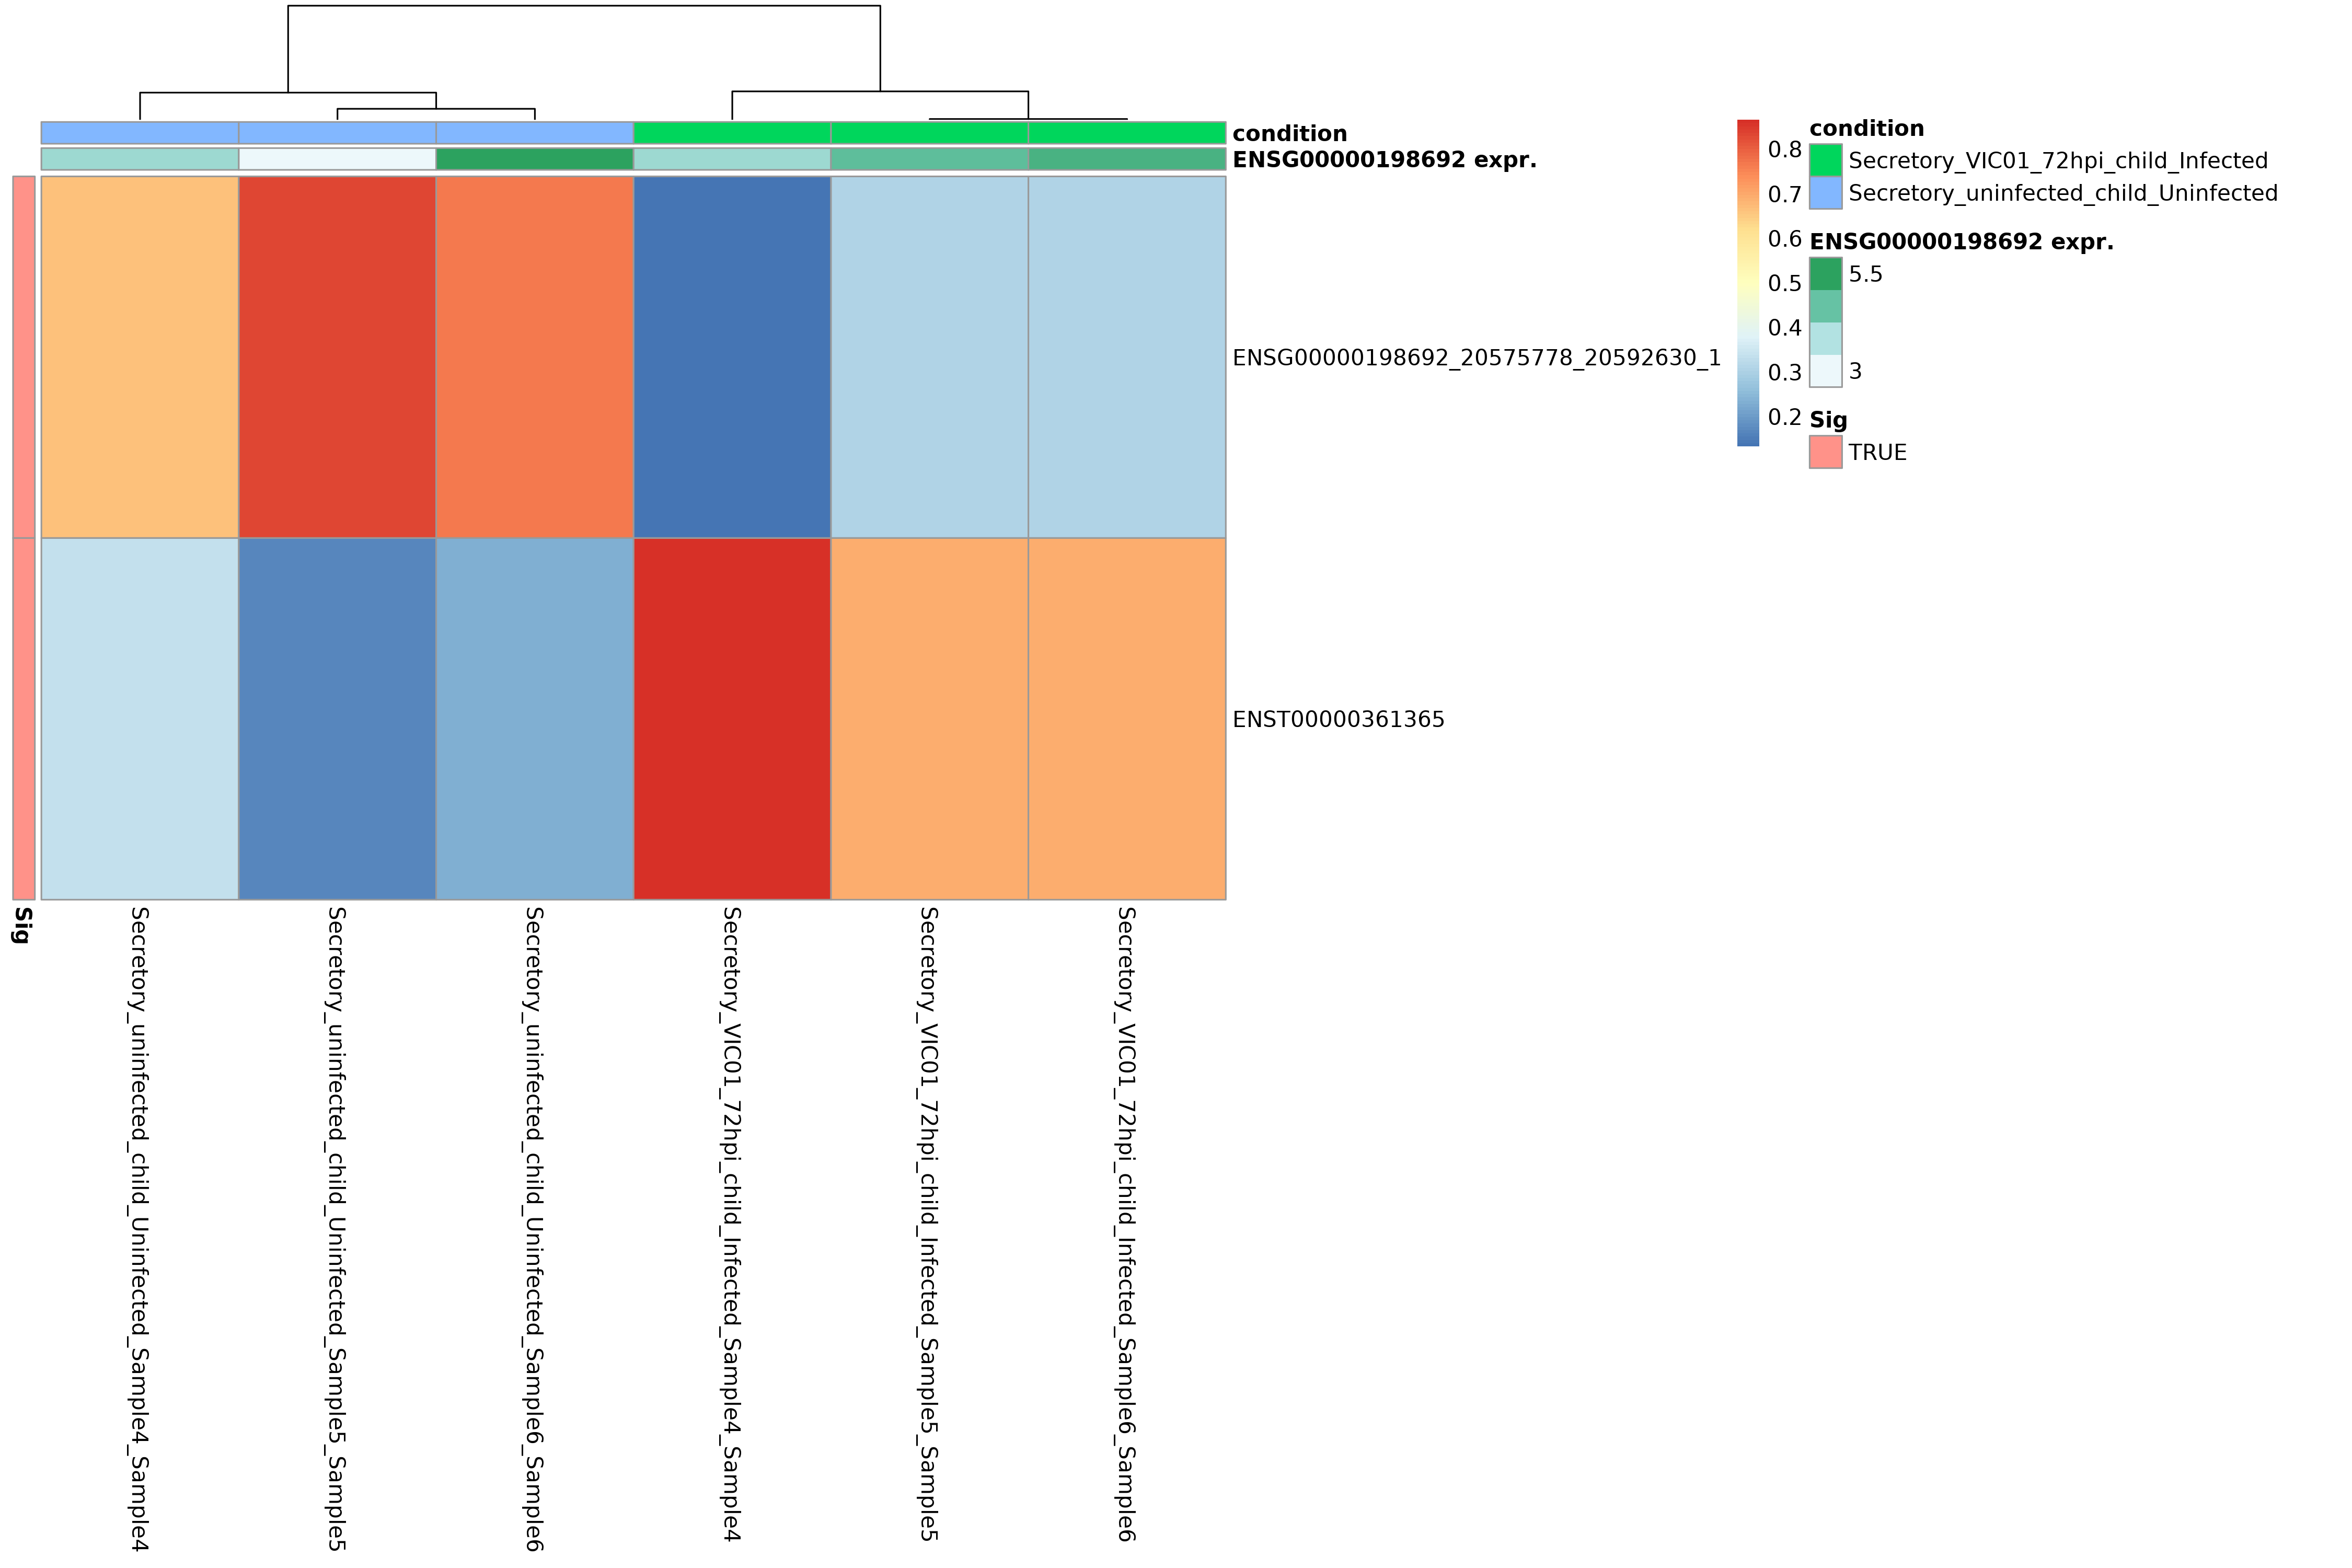 condition
ENSG00000198692 expr.
ENSG00000198692_20575778_20592630_1
ENST00000361365
Sig
Secretory_uninfected_child_Uninfected_Sample4_Sample4
Secretory_uninfected_child_Uninfected_Sample5_Sample5
Secretory_uninfected_child_Uninfected_Sample6_Sample6
Secretory_VIC01_72hpi_child_Infected_Sample4_Sample4
Secretory_VIC01_72hpi_child_Infected_Sample5_Sample5
Secretory_VIC01_72hpi_child_Infected_Sample6_Sample6
0.8
0.7
0.6
0.5
0.4
0.3
0.2
condition
Secretory_VIC01_72hpi_child_Infected
Secretory_uninfected_child_Uninfected
ENSG00000198692 expr.
5.5
3
Sig
TRUE